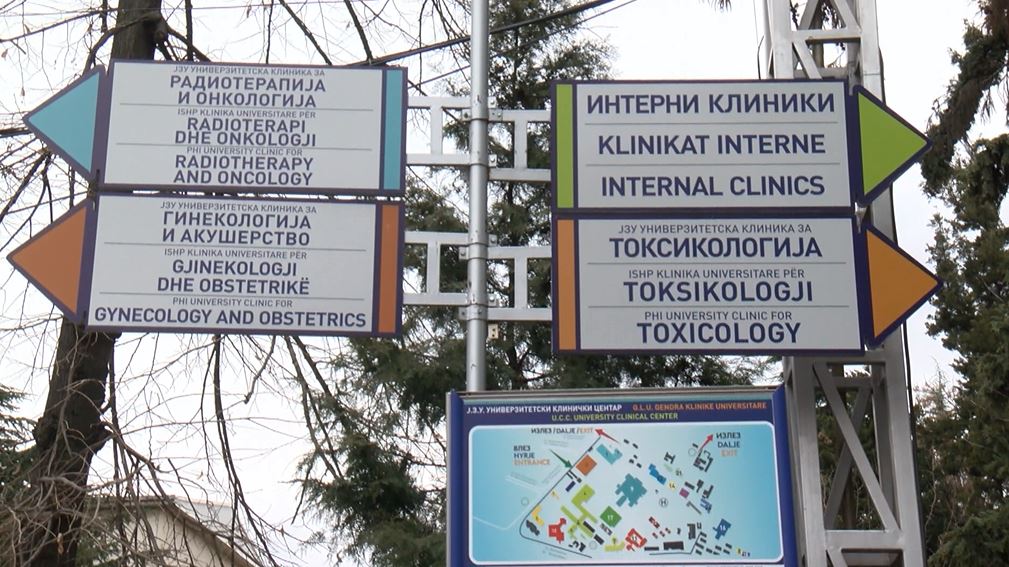 ЈЗУ УНИВЕРЗИТЕТСКА КЛИНИКА ЗА
РАДИОТЕРАПИЈА
И ОНКОЛОГИЈА
ISHP KLINIKA UNIVERSITARE PËR
RADIOTERAPI
DHE ONKOLOGJI
PHI UNIVERSITY CLINIC FOR
RADIOTHERAPY
AND ONCOLOGY
ЈЗУ УНИВЕРЗИТЕТСКА КЛИНИКА ЗА
ГИНЕКОЛОГИЈА
И АКУШЕРСТВО
ISHP KLINIKA UNIVERSITARE PËR
GJINEKOLOGJI
DHE OBSTETRIKË
PHI UNIVERSITY CLINIC FOR
GYNECOLOGY AND OBSTETRICS
ИНТЕРНИ КЛИНИКИ
KLINIKAT INTERNE
INTERNAL CLINICS
ЈЗУ УНИВЕРЗИТЕТСКА КЛИНИКА ЗА
ТОКСИКОЛОГИЈА
ISHP KLINIKA UNIVERSITARE PËR
TOKSIKOLOGJI
PHI UNIVERSITY CLINIC FOR
TOXICOLOGY
Ј.З.У. УНИВЕРЗИТЕТСКИ КЛИНИЧКИ ЦЕНТАР G.L.U. QENDRA KLINIKE UNIVERSITARE
U.C.C. UNIVERSITY CLINICAL CENTER
ИЗЛЕЗ / DALJE / EXIT
ВЛЕЗ
HYRJE
ENTRANCE
ИЗЛЕЗ
DALJE
EXIT